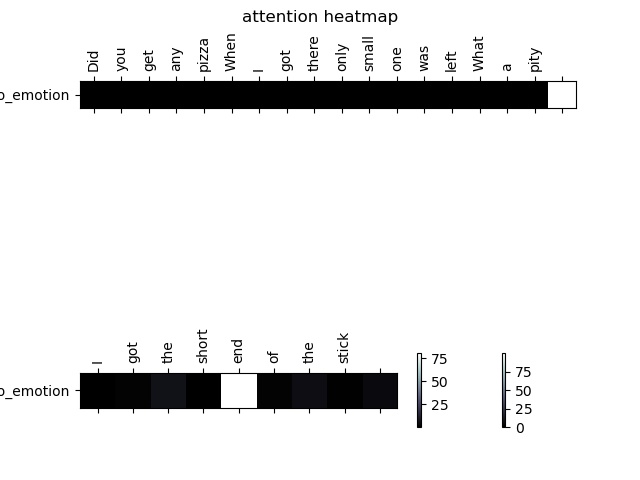 attention heatmap
Did you get any pizza When I got there only small one was left What a pity
o_emotion
I got the short end of the stick
o_emotion
75
50
25
75
50
25
0